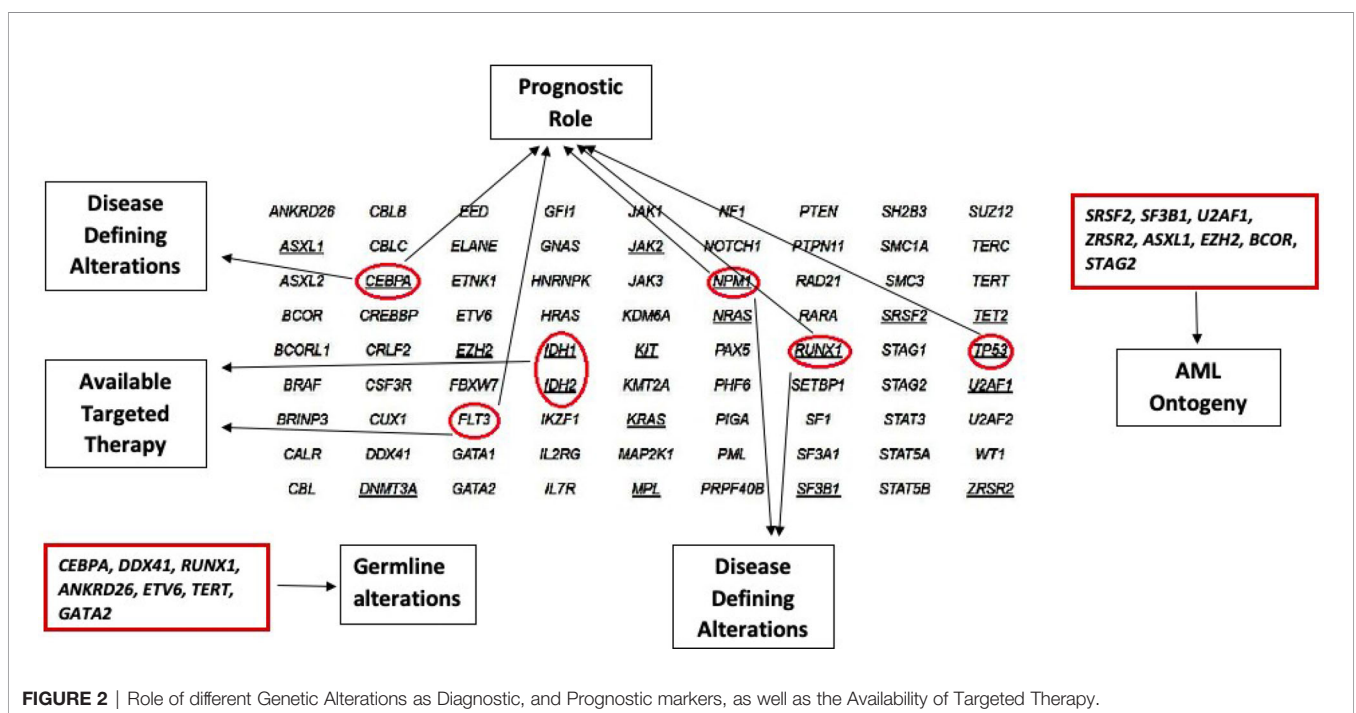 Prognostic
Role
Disease
Defining
Alterations
ANKRD26 CBLB EED GFI1 JAK1 NF1 PTEN SH2B3 SUZ12
ASXL1 CBLC ELANE GNAS JAK2 NOTCH1 PTPN11 SMC1A TERC
ASXL2 CEBPA ETNK1 HNRNPK JAK3 NPM1 RAD21 SMC3 TERT
BCOR CREBBP ETV6 HRAS KDM6A NRAS RARA SRSF2 TET2
BCORL1 CRLF2 EZH2 IDH1 KIT PAX5 RUNX1 STAG1 TP53
BRAF CSF3R FBXW7 IDH2 KMT2A PHF6 SETBP1 STAG2 U2AF1
BRINP3 CUX1 FLT3 IKZF1 KRAS PIGA SF1 STAT3 U2AF2
CALR DDX41 GATA1 IL2RG MAP2K1 PML SF3A1 STAT5A WT1
CBL DNMT3A GATA2 IL7R MPL PRPF40B SF3B1 STAT5B ZRSR2
SRSF2, SF3B1, U2AF1,
ZRSR2, ASXL1, EZH2, BCOR,
STAG2
Available
Targeted
Therapy
AML
Ontogeny
CEBPA, DDX41, RUNX1,
ANKRD26, ETV6, TERT,
GATA2
Germline
alterations
Disease
Defining
Alterations
FIGURE 2 | Role of different Genetic Alterations as Diagnostic, and Prognostic markers, as well as the Availability of Targeted Therapy.